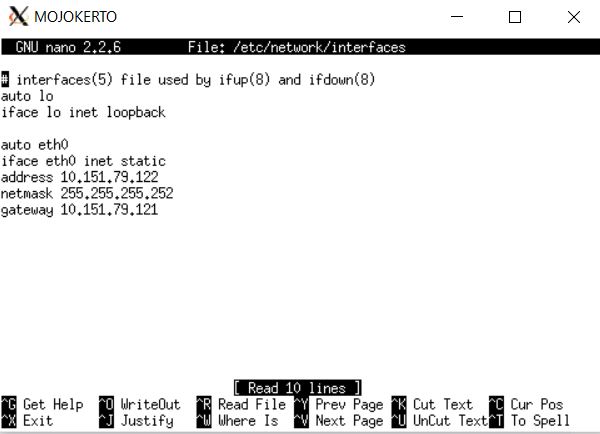 MOJOKERTO
GNU nano 2.2.6 File: /etc/network/interfaces
# interfaces(5) file used by ifup(8) and ifdown(8)
auto lo
iface lo inet loopback
auto eth0
iface eth0 inet static
address 10.151.79.122
netmask 255.255.255.252
gateway 10.151.79.121
[ Read 10 lines ]
^G Get Help ^O WriteOut ^R Read File ^Y Prev Page ^K Cut Text ^C Cur Pos
^X Exit ^J Justify ^W Where Is ^V Next Page ^U UnCut Text ^T To Spell